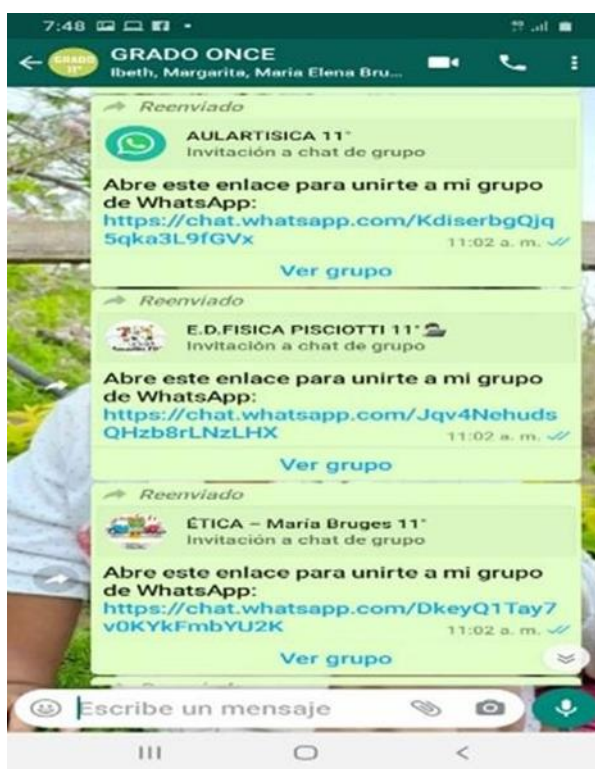 7:48
GRADO ONCE
Ibeth, Margarita, Maria Elena Bru...
GRADO 11°
Reenviado
AULARTISICA 11°
Invitación a chat de grupo
Abre este enlace para unirte a mi grupo
de WhatsApp:
https://chat.whatsapp.com/KdiserbgQjq
5qka3L9fGVx
11:02 a. m.
Ver grupo
Reenviado
E.D.FISICA PISCIOTTI 11°
Invitación a chat de grupo
Abre este enlace para unirte a mi grupo
de WhatsApp:
https://chat.whatsapp.com/Jqv4Nehuds
QHzb8rLNzLHX
11:02 a. m.
Ver grupo
Reenviado
ÉTICA – María Bruges 11°
Invitación a chat de grupo
Abre este enlace para unirte a mi grupo
de WhatsApp:
https://chat.whatsapp.com/DkeyQ1Tay7
v0KYkFmbYU2K
11:02 a. m.
Ver grupo
Escribe un mensaje